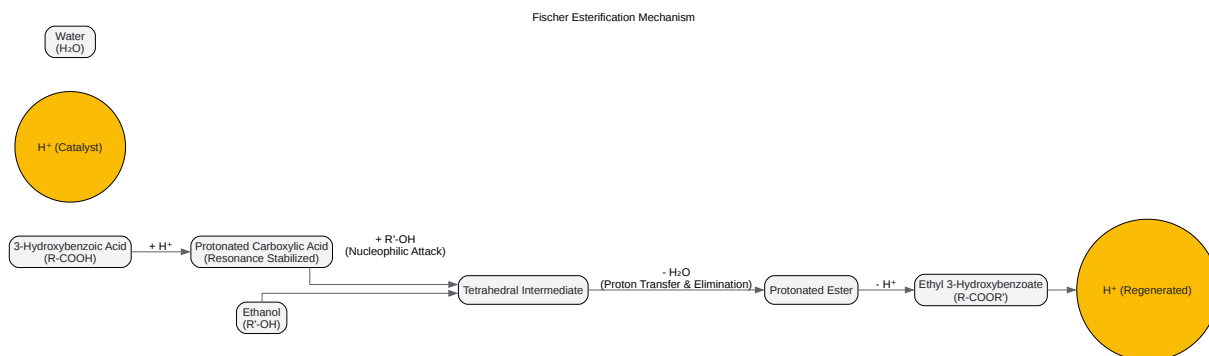 Fischer Esterification Mechanism
Water
(H₂O)
H⁺ (Catalyst)
3-Hydroxybenzoic Acid
(R-COOH)
+ H⁺
Protonated Carboxylic Acid
(Resonance Stabilized)
+ R'-OH
(Nucleophilic Attack)
Ethanol
(R'-OH)
Tetrahedral Intermediate
- H₂O
(Proton Transfer & Elimination)
Protonated Ester
- H⁺
Ethyl 3-Hydroxybenzoate
(R-COOR')
H⁺ (Regenerated)